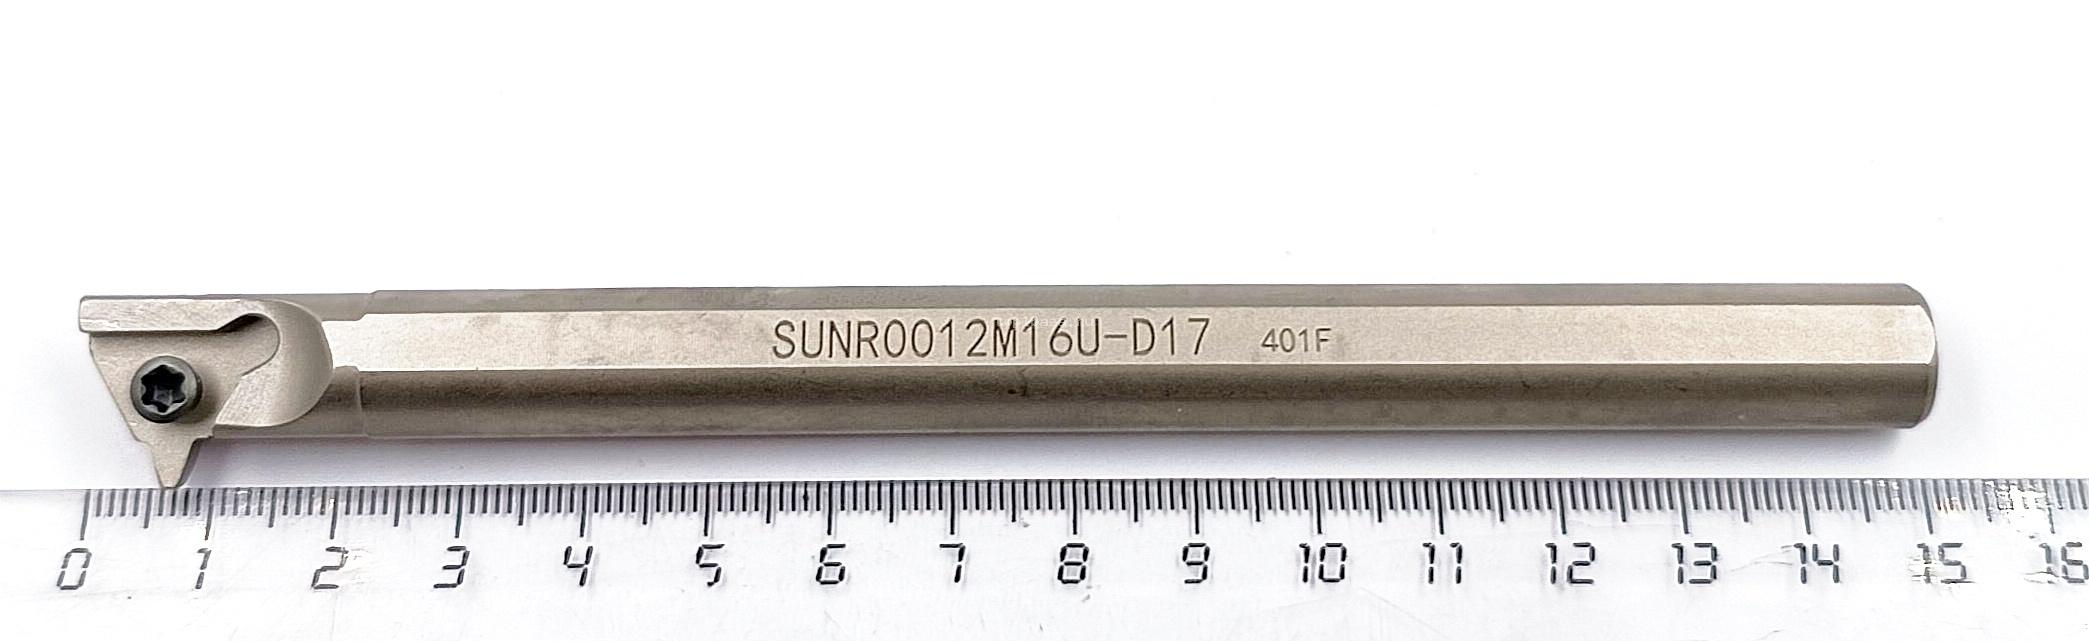 SUNR0012M16U-D17 401F
0 1 2 3 4 5 6 7 8 9 10 11 12 13 14 15 16